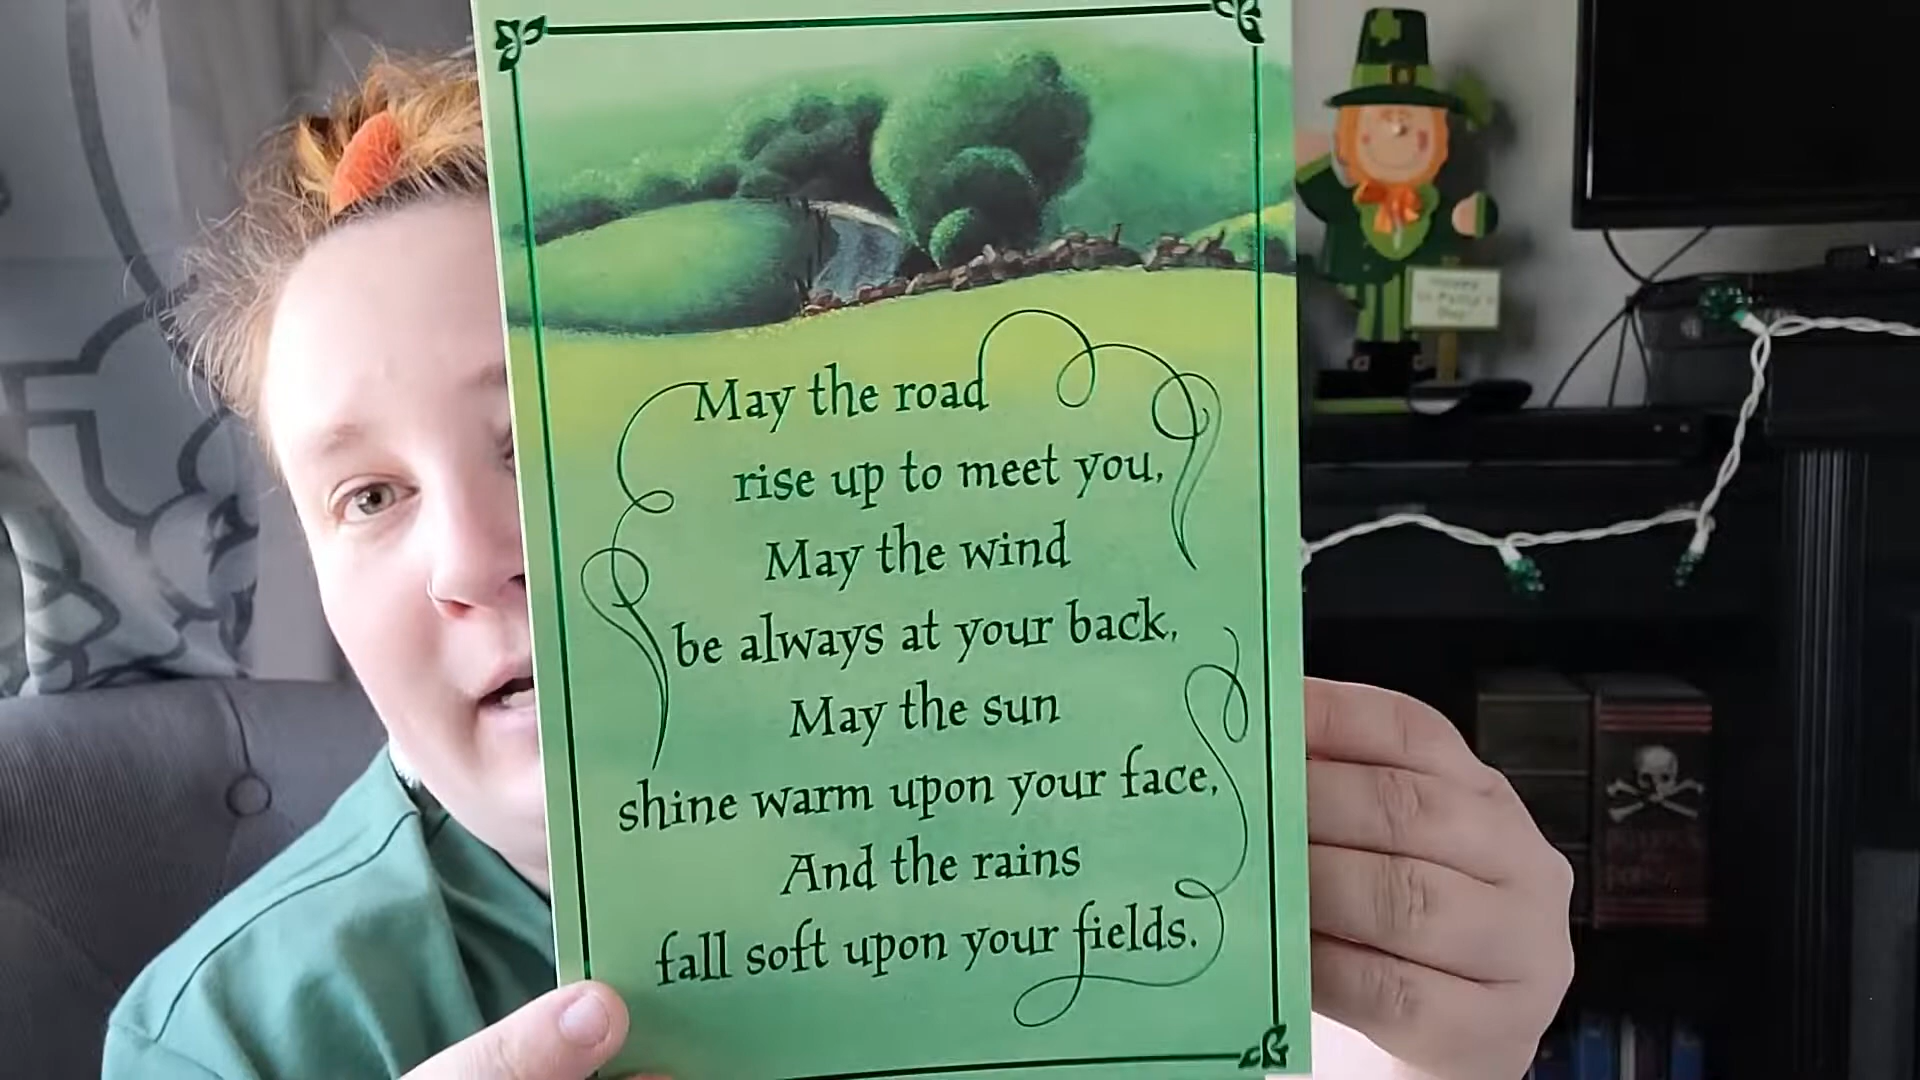 May the road
rise up to meet you,
May the wind
be always at your back,
May the sun
shine warm upon your face,
And the rains
fall soft upon your fields.